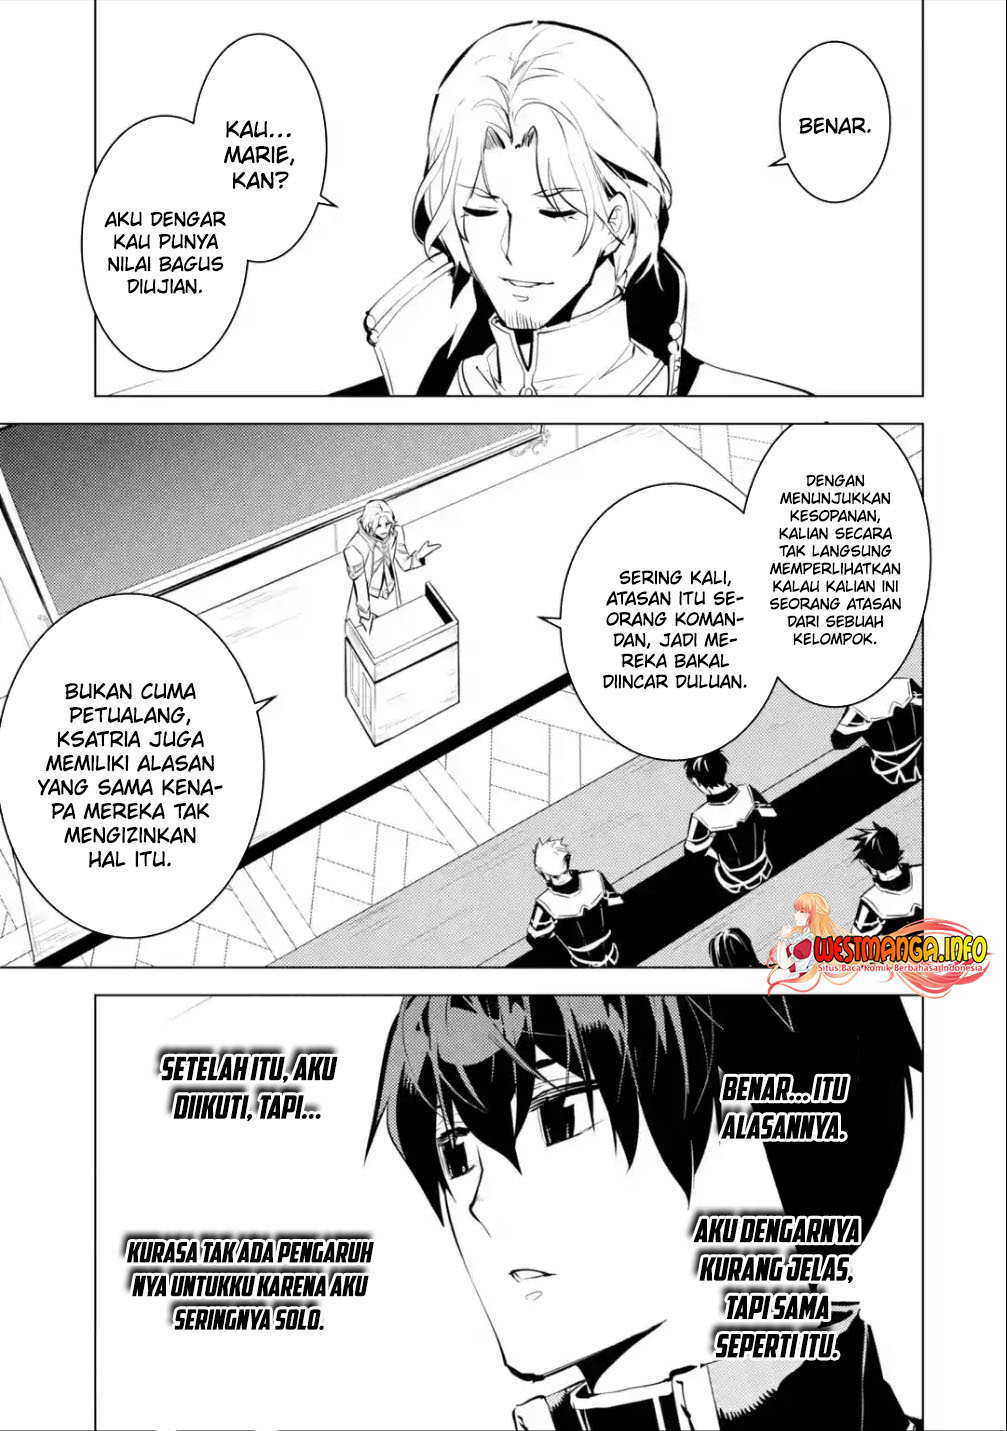 BENAR.
KAU...
MARIE,
KAN?
AKU DENGAR
KAU PUNYA
NILAI BAGUS
DIUJIAN.
DENGAN
MENUNJUKKAN
KESOPANAN,
KALIAN SECARA
TAK LANGSUNG
MEMPERLIHATKAN
KALAU KALIAN INI
SEORANG ATASAN
DARI SEBUAH
KELOMPOK.
SERING KALI,
ATASAN ITU SE-
ORANG KOMAN-
DAN, JADI ME-
REKA BAKAL
DIINCAR DULUAN.
BUKAN CUMA
PETUALANG,
KSATRIA JUGA
MEMILIKI ALASAN
YANG SAMA KENA-
PA MEREKA TAK
MENGIZINKAN
HAL ITU.
WESTMANGA.INFO
Situs Baca Komik Berbahasa Indonesia
BENAR... ITU
ALASANNYA.
AKU DENGARNYA
KURANG JELAS,
TAPI SAMA
SEPERTI ITU.
SETELAH ITU, AKU
DIIKUTI, TAPI...
KURASA TAK ADA PENGARUH
NYA UNTUKKU KARENA AKU
SERINGNYA SOLO.